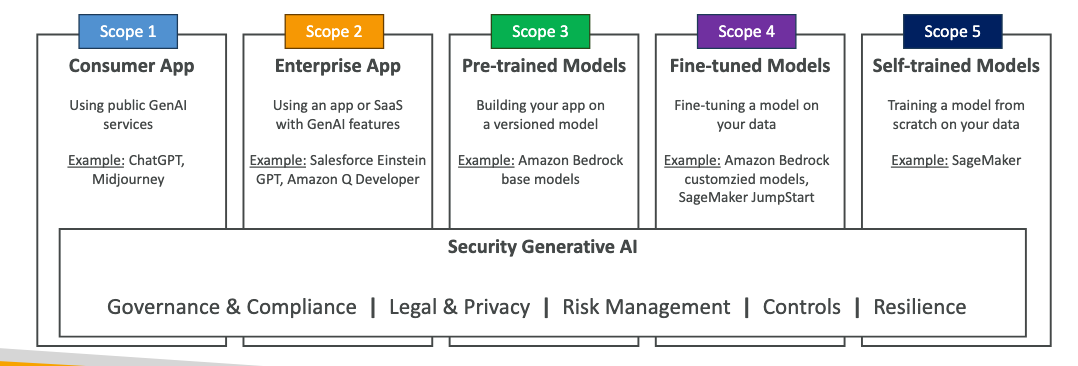 Scope 1
Consumer App
Using public GenAI
services
Example: ChatGPT,
Midjourney
Scope 2
Enterprise App
Using an app or SaaS
with GenAI features
Example: Salesforce Einstein
GPT, Amazon Q Developer
Scope 3
Pre-trained Models
Building your app on
a versioned model
Example: Amazon Bedrock
base models
Scope 4
Fine-tuned Models
Fine-tuning a model on
your data
Example: Amazon Bedrock
customzied models,
SageMaker JumpStart
Scope 5
Self-trained Models
Training a model from
scratch on your data
Example: SageMaker
Security Generative AI
Governance & Compliance | Legal & Privacy | Risk Management | Controls | Resilience